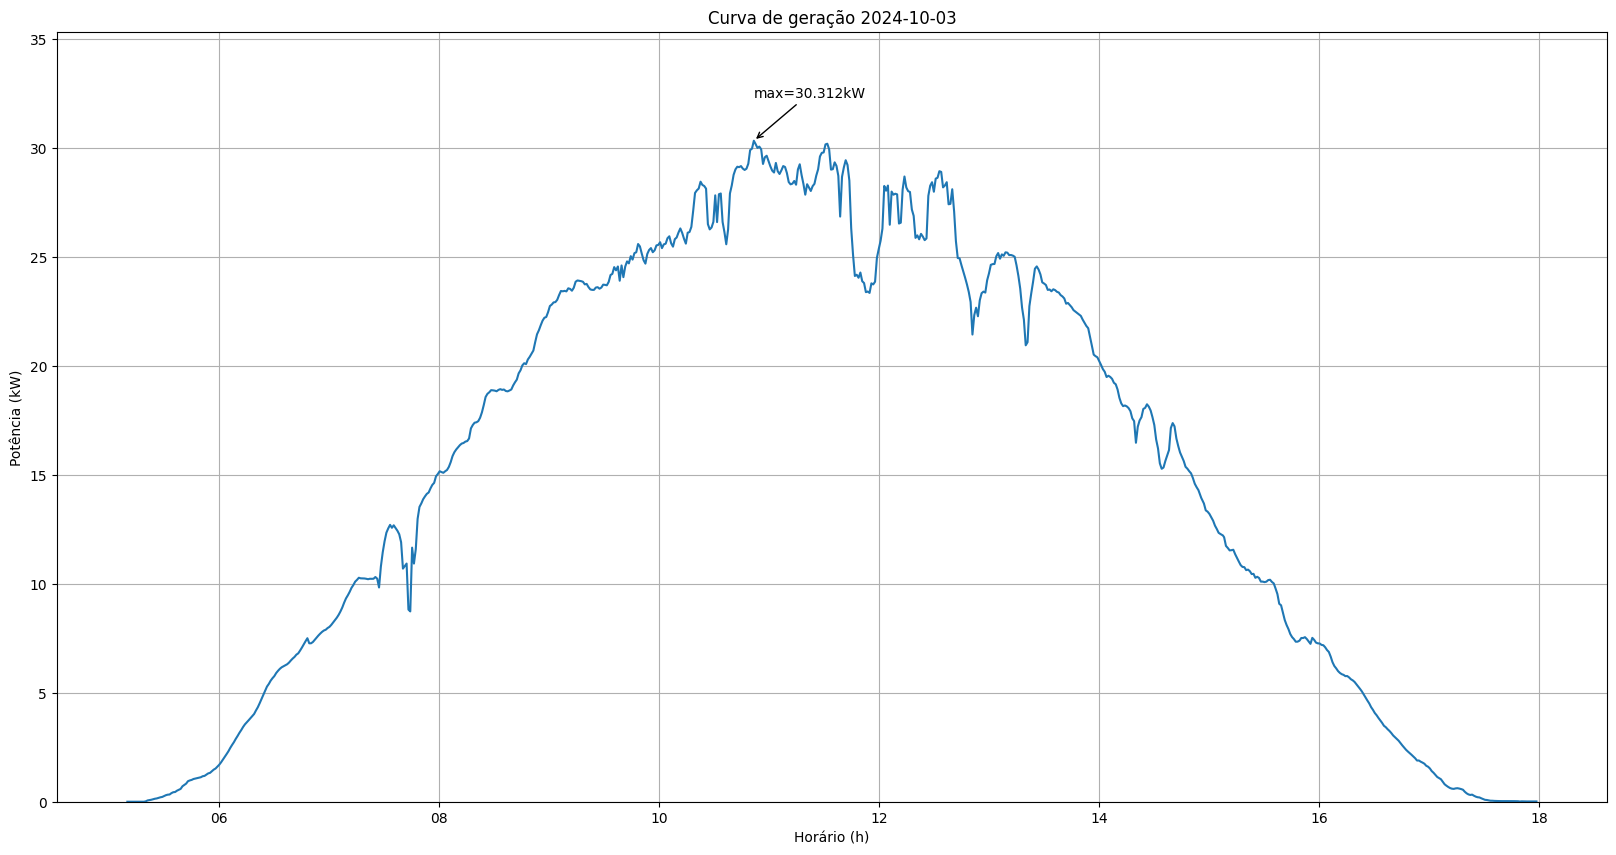 Curva de geração 2024-10-03
35
max=30.312kW
30
25
20
15
10
5
0
Potência (kW)
06 08 10 12 14 16 18
Horário (h)